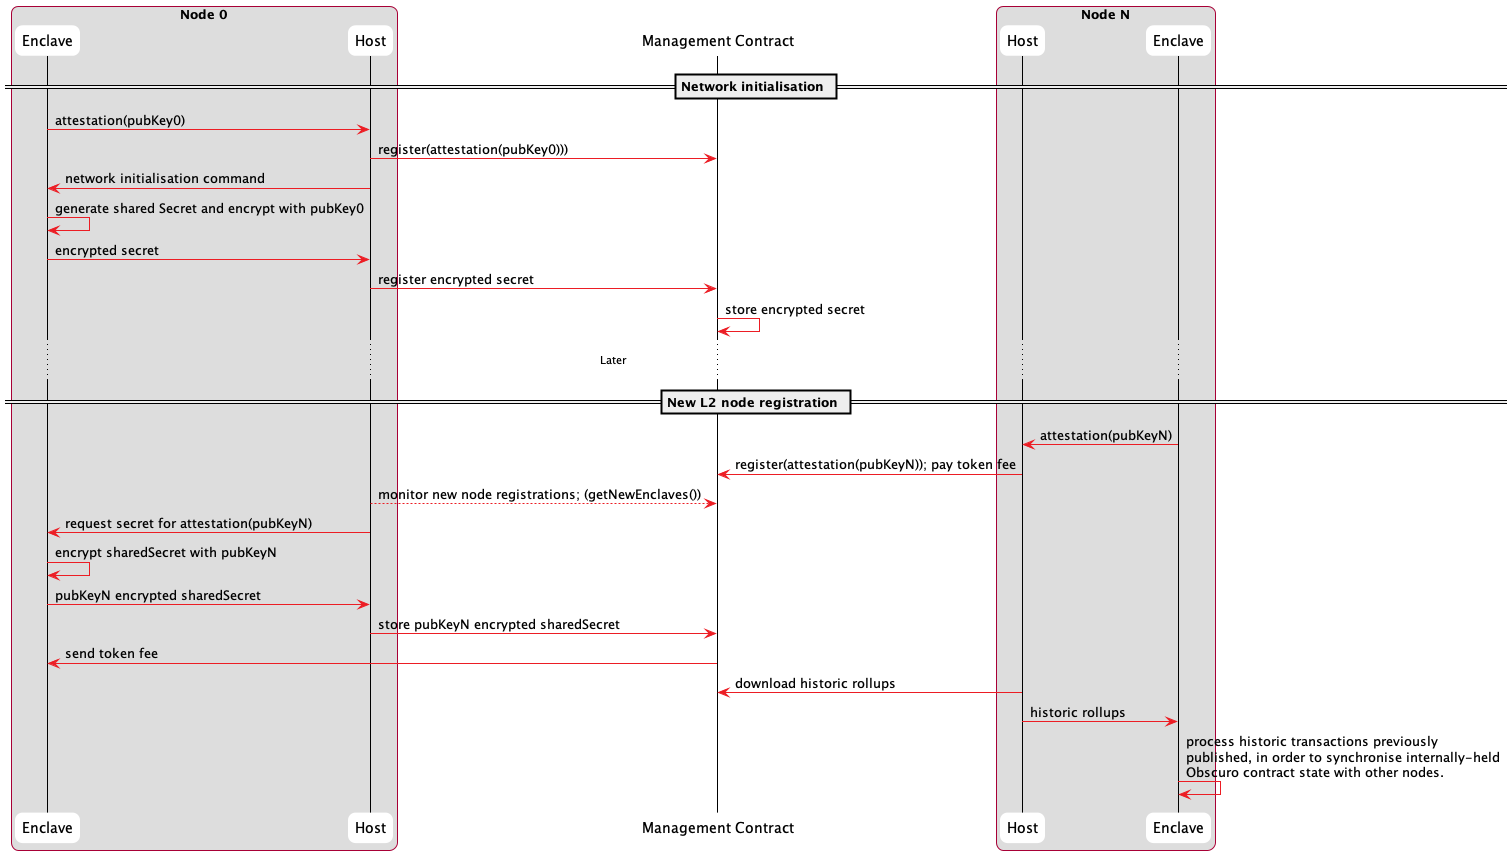 Node 0
Node N
Enclave
Host
Management Contract
Host
Enclave
Network initialisation
attestation(pubKey0)
register(attestation(pubKey0)))
network initialisation command
generate shared Secret and encrypt with pubKey0
encrypted secret
register encrypted secret
store encrypted secret
Later
New L2 node registration
attestation(pubKeyN)
register(attestation(pubKeyN)); pay token fee
monitor new node registrations; (getNewEnclaves())
request secret for attestation(pubKeyN)
encrypt sharedSecret with pubKeyN
pubKeyN encrypted sharedSecret
store pubKeyN encrypted sharedSecret
send token fee
download historic rollups
historic rollups
process historic transactions previously
published, in order to synchronise internally-held
Obscuro contract state with other nodes.
Enclave
Host
Management Contract
Host
Enclave